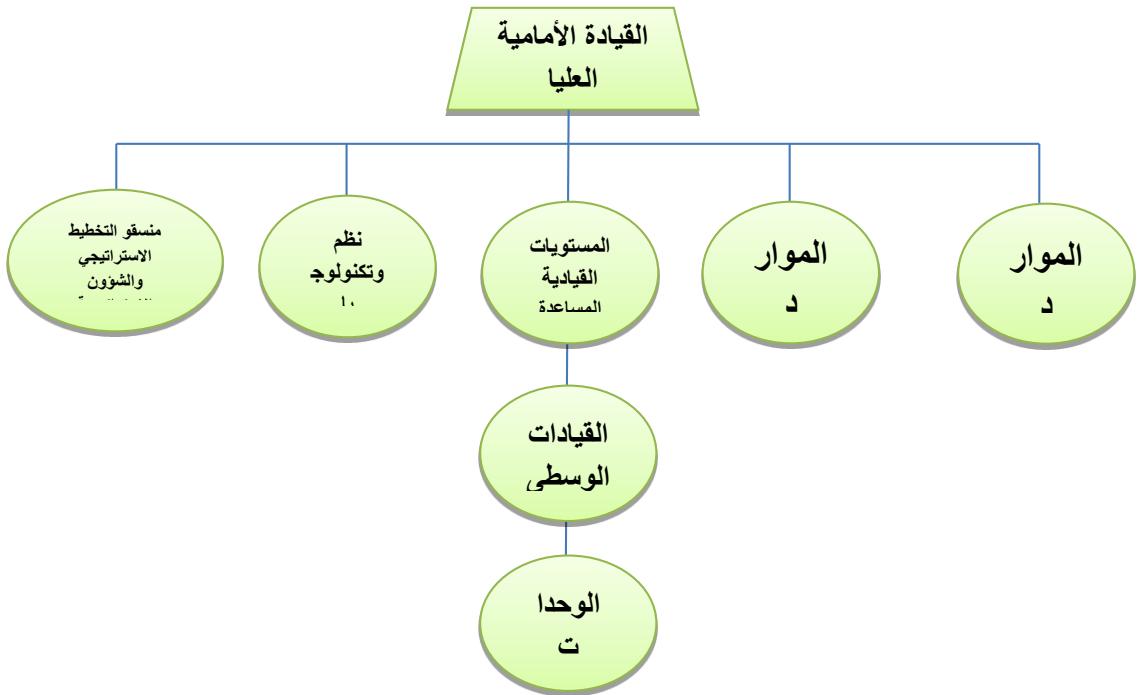 القيادة الأمامية
العليا
الموار
د
الموار
د
المستويات
القيادية
المساعدة
نظم
وتكنولوج
منسقو التخطيط
الاستراتيجي
والشؤون
القيادات
الوسطى
الوحدا
ت